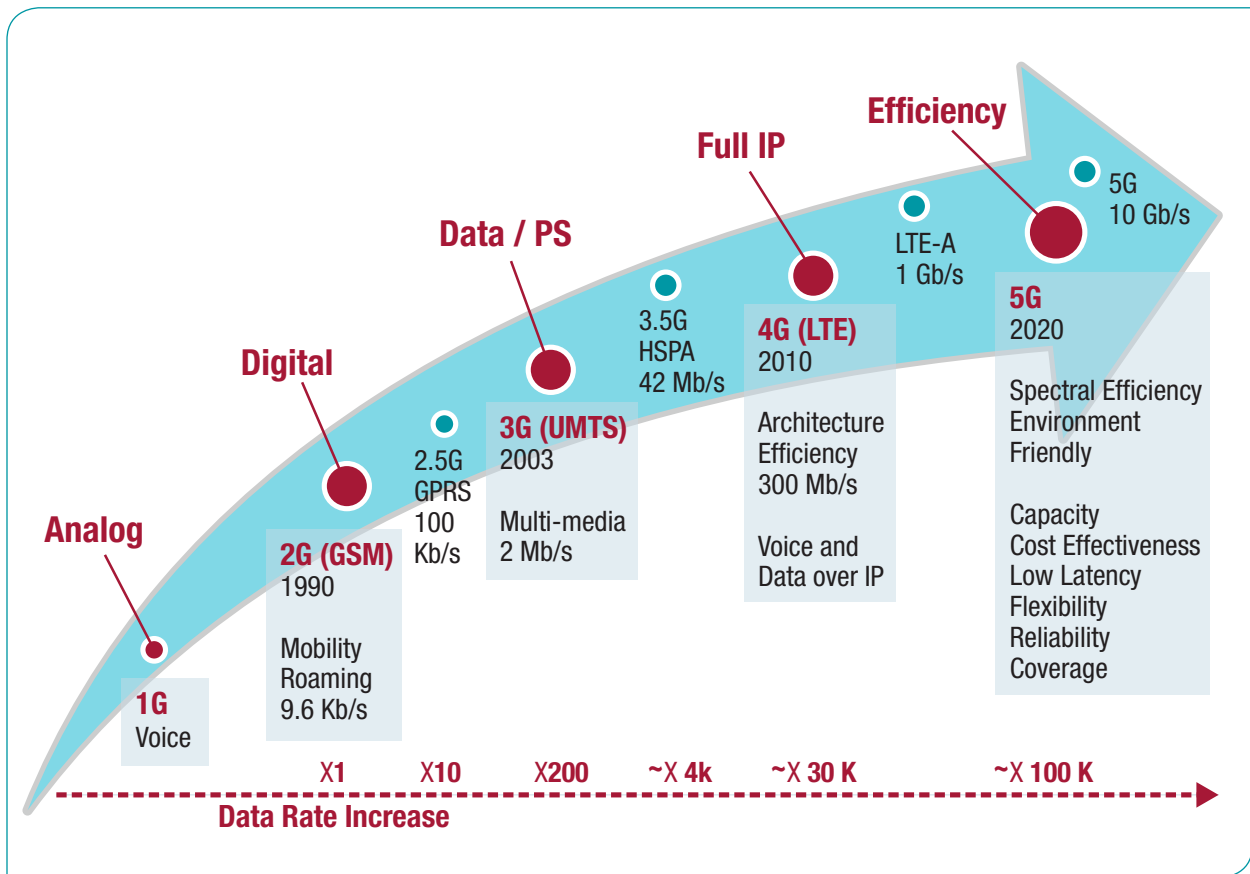 Analog
1G
Voice
Digital
2G (GSM)
1990
Mobility
Roaming
9.6 Kb/s
2.5G
GPRS
100
Kb/s
Data / PS
3G (UMTS)
2003
Multi-media
2 Mb/s
3.5G
HSPA
42 Mb/s
Full IP
4G (LTE)
2010
Architecture
Efficiency
300 Mb/s
Voice and
Data over IP
LTE-A
1 Gb/s
Efficiency
5G
10 Gb/s
5G
2020
Spectral Efficiency
Environment
Friendly
Capacity
Cost Effectiveness
Low Latency
Flexibility
Reliability
Coverage
X1 X10 X200 ~X 4k ~X 30 K ~X 100 K
Data Rate Increase